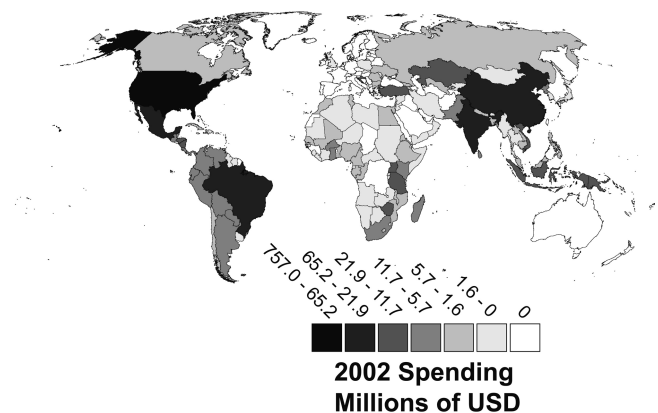 757.0 - 65.2
65.2 - 21.9
21.9 - 11.7
11.7 - 5.7
5.7 - 1.6
1.6 - 0
0
2002 Spending
Millions of USD